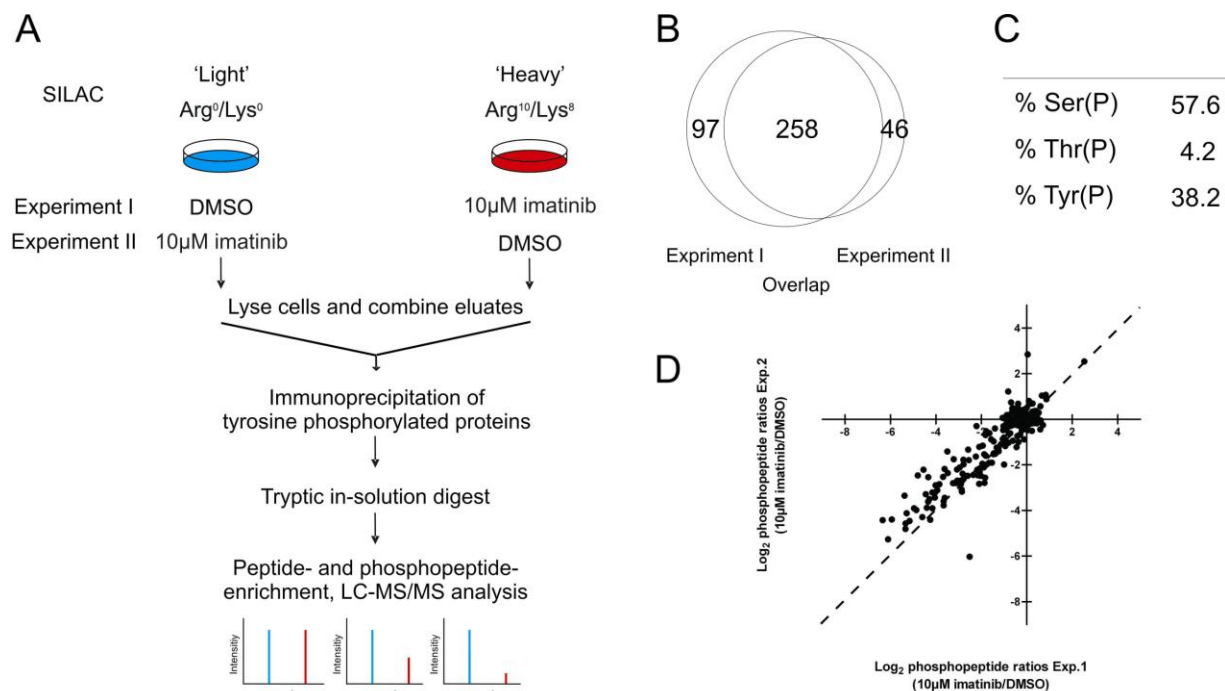 A
SILAC
'Light'
Arg⁰/Lys⁰
'Heavy'
Arg¹⁰/Lys⁸
Experiment I
DMSO
10µM imatinib
Experiment II
10µM imatinib
DMSO
Lyse cells and combine eluates
Immunoprecipitation of
tyrosine phosphorylated proteins
Tryptic in-solution digest
Peptide- and phosphopeptide-
enrichment, LC-MS/MS analysis
Intensitiy
Intensitiy
Intensitiy
B
97
258
46
Expriment I
Experiment II
Overlap
C
% Ser(P) 57.6
% Thr(P) 4.2
% Tyr(P) 38.2
D
Log₂ phosphopeptide ratios Exp.2
(10µM imatinib/DMSO)
4
2
-8
-6
-4
2
4
-2
-4
-6
-8
Log₂ phosphopeptide ratios Exp.1
(10µM imatinib/DMSO)